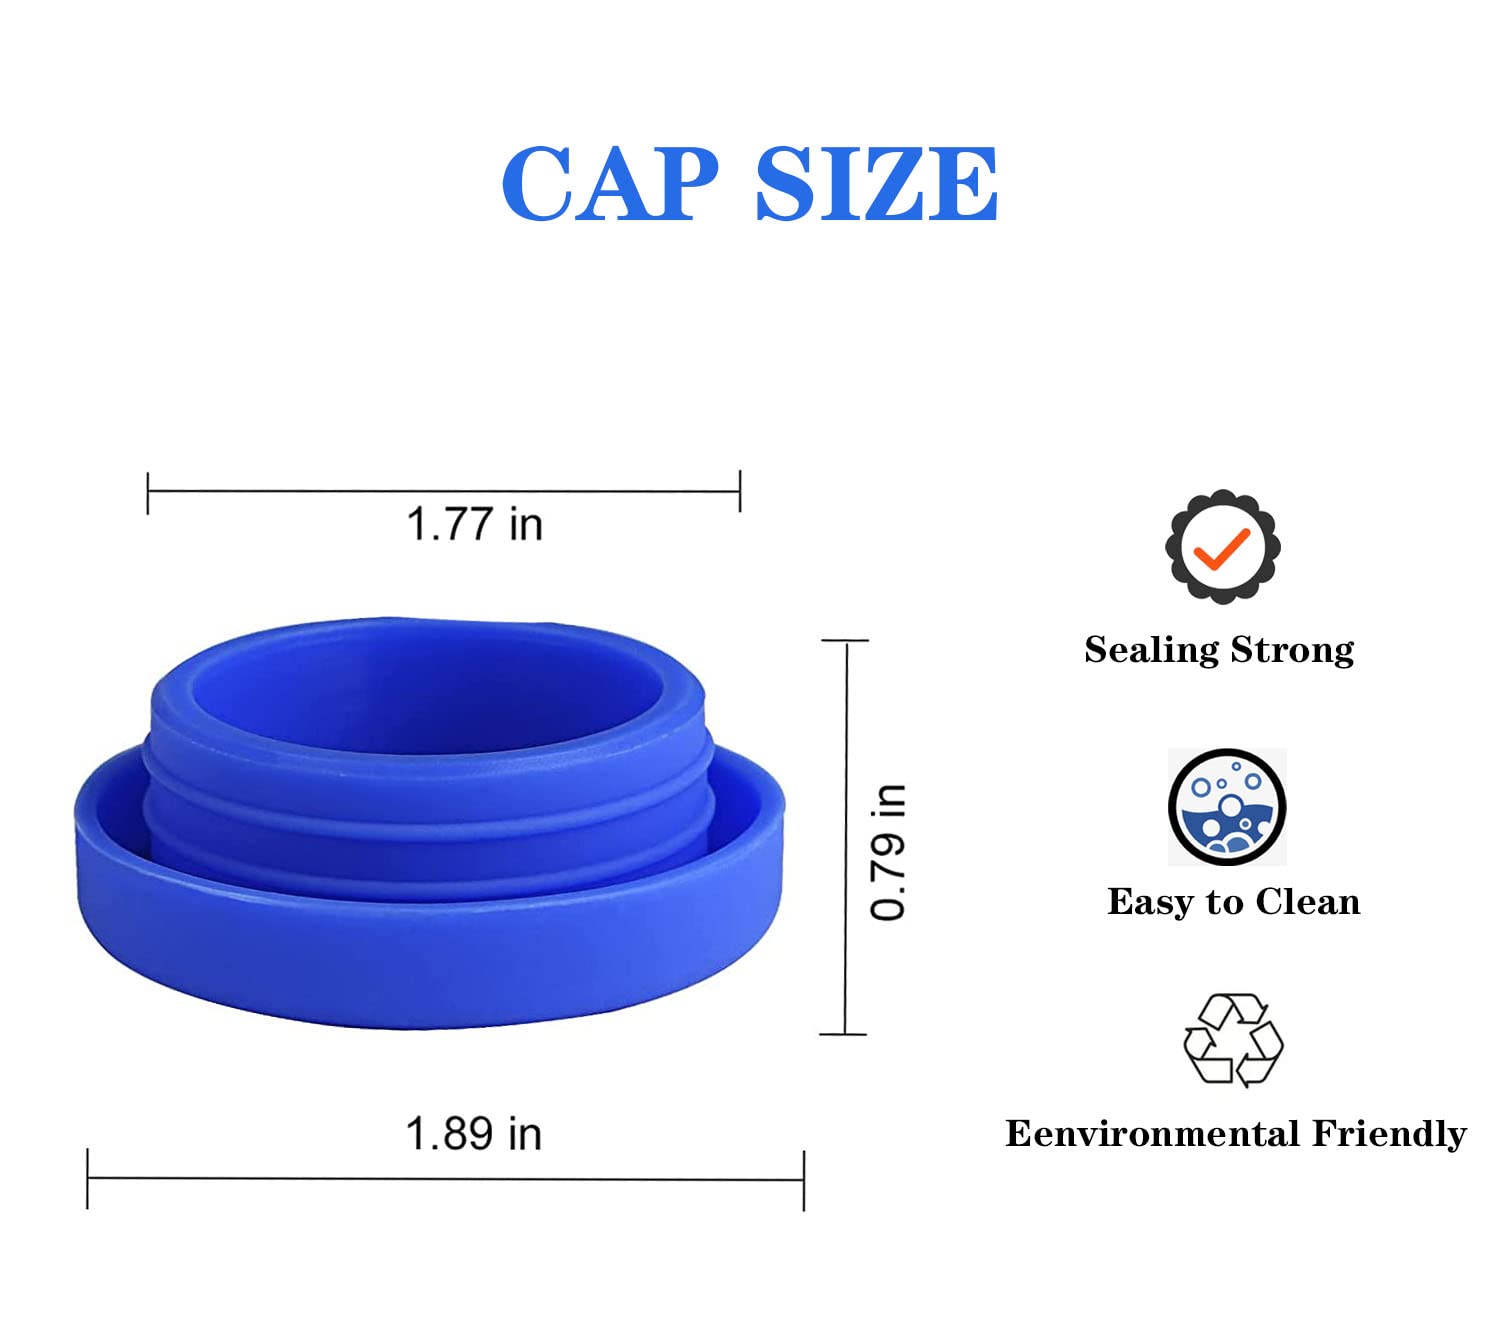 CAP SIZE
1.77 in
0.79 in
1.89 in
Sealing Strong
Easy to Clean
Eenvironmental Friendly